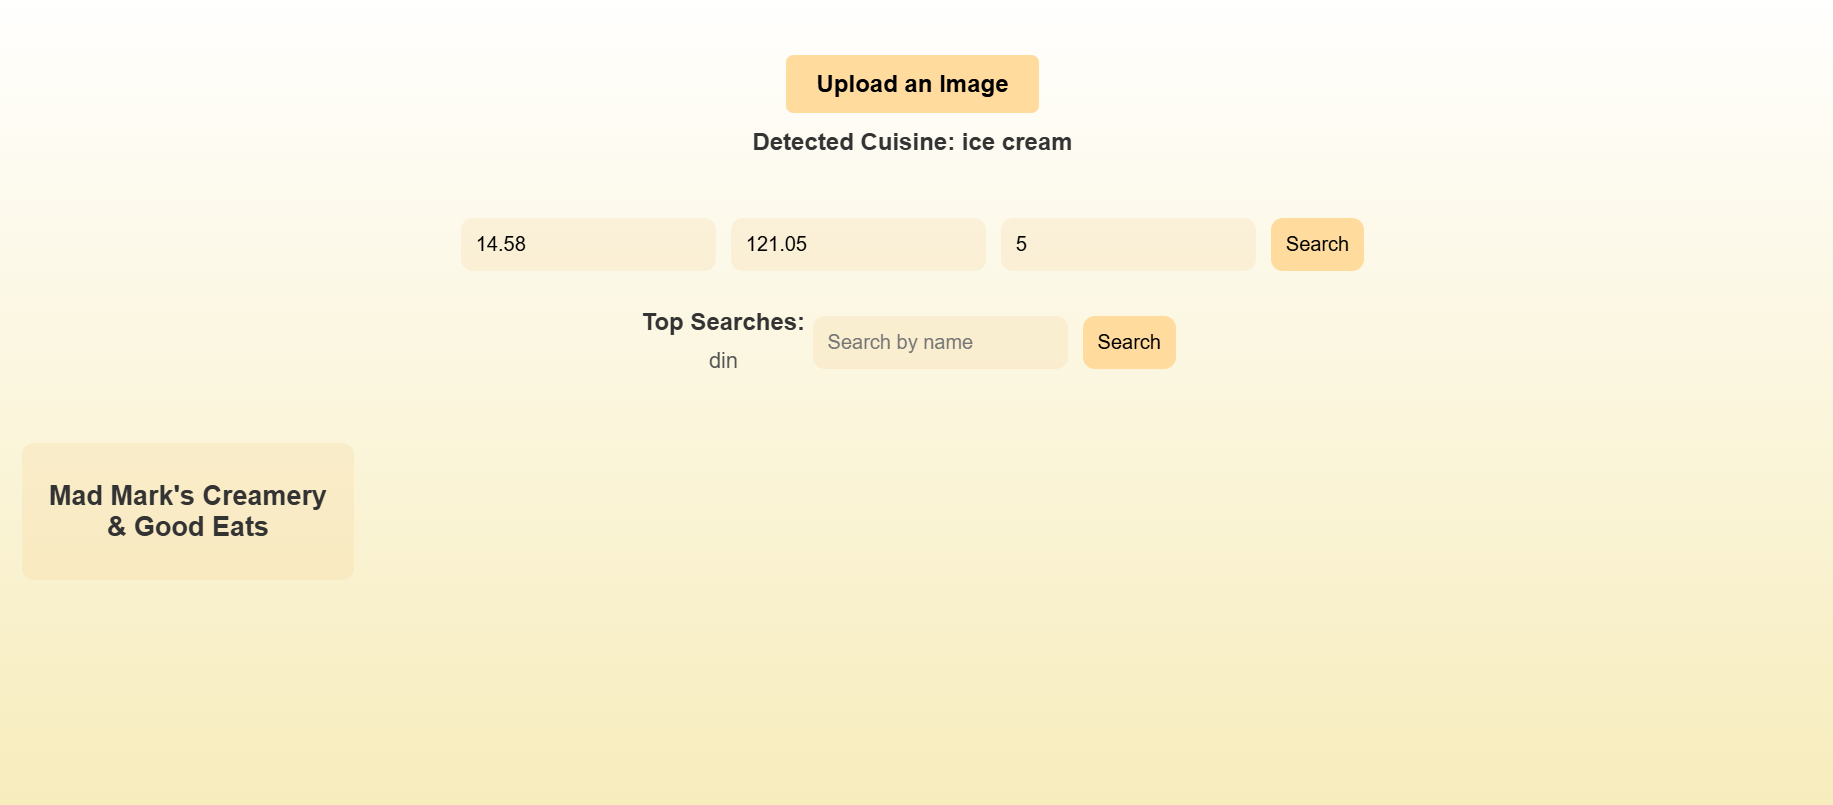 Upload an Image
Detected Cuisine: ice cream
14.58
121.05
5
Search
Top Searches:
din
Search by name
Search
Mad Mark's Creamery
& Good Eats